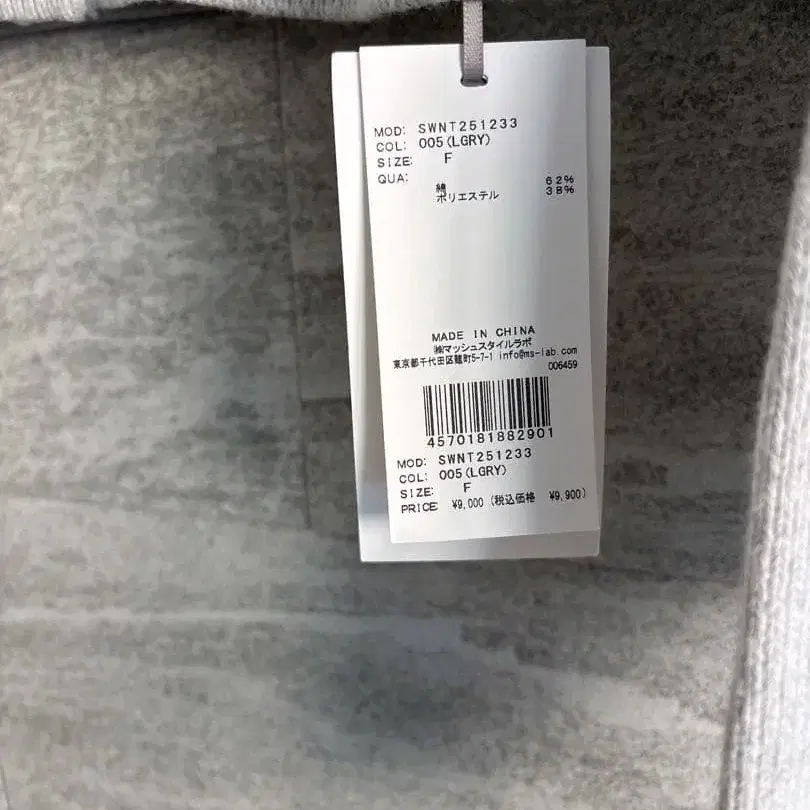 MOD: SWNT251233
COL: 005(LGRY)
SIZE: F
QUA:
綿 62%
ポリエステル 38%
MADE IN CHINA
㈱マッシュスタイルラボ
東京都千代田区麹町5-7-1 info@ms-lab.com
006459
4570181882901
MOD: SWNT251233
COL: 005(LGRY)
SIZE: F
PRICE: ¥9,000 (税込価格 ¥9,900)